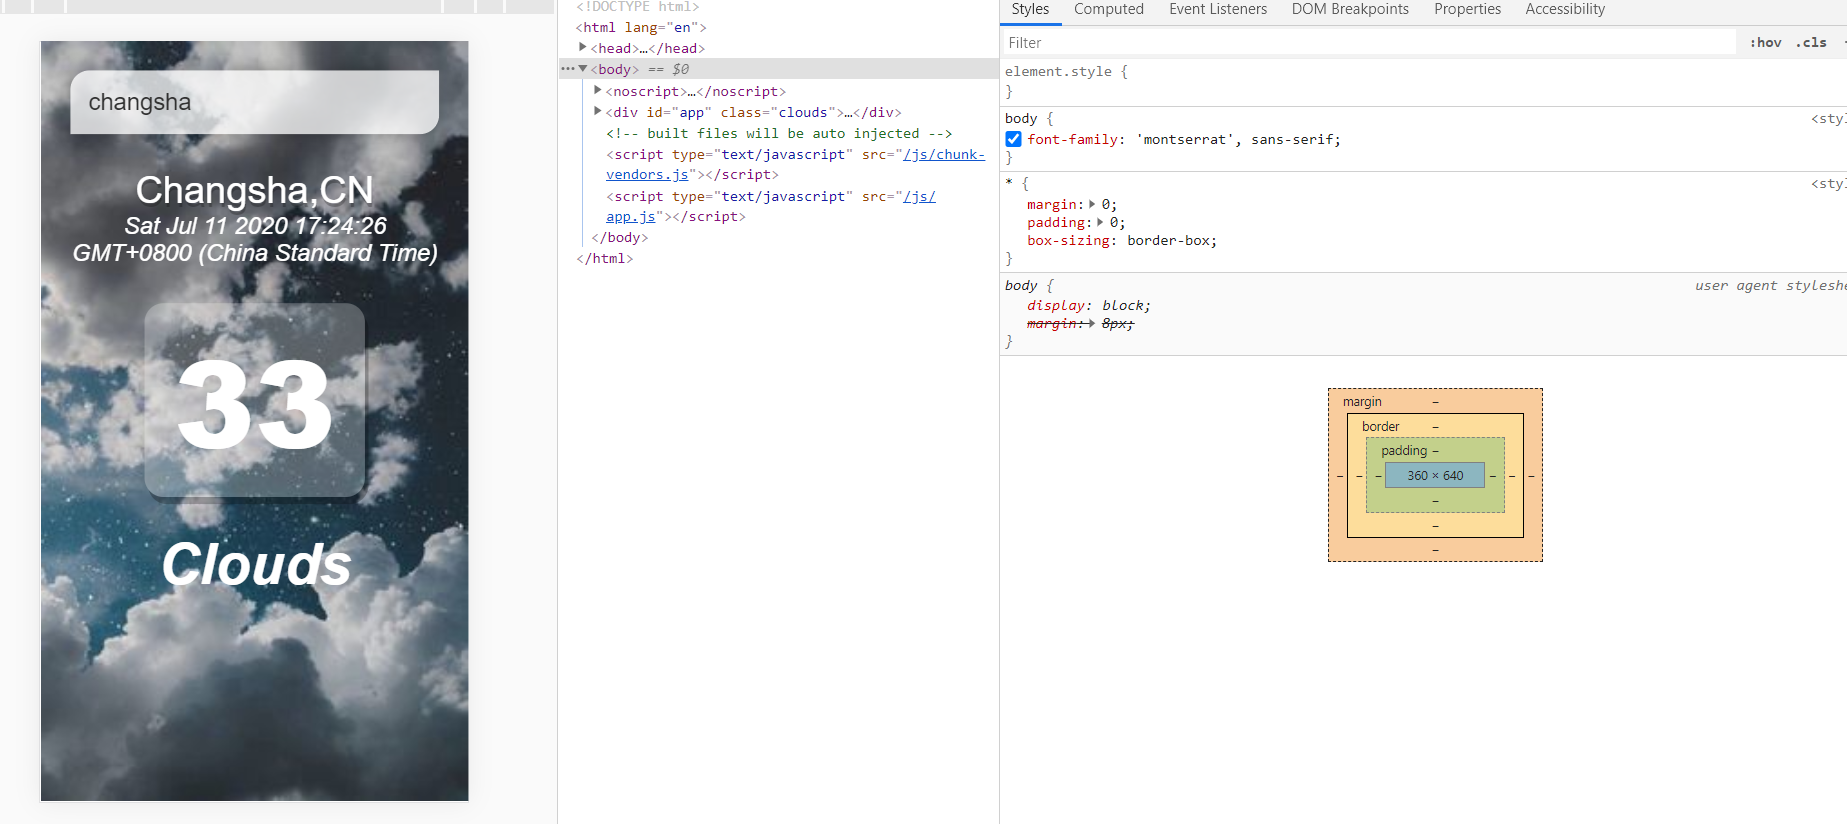 changsha
Changsha,CN
Sat Jul 11 2020 17:24:26
GMT+0800 (China Standard Time)
33
Clouds
<!DOCTYPE html>
<html lang="en">
<head>…</head>
<body> == $0
<noscript>…</noscript>
<div id="app" class="clouds">…</div>
<!-- built files will be auto injected -->
<script type="text/javascript" src="/js/chunk-
vendors.js"></script>
<script type="text/javascript" src="/js/
app.js"></script>
</body>
</html>
Styles Computed Event Listeners DOM Breakpoints Properties Accessibility
Filter :hov .cls
element.style {
}
body { <styl
font-family: 'montserrat', sans-serif;
}
* { <styl
margin: 0;
padding: 0;
box-sizing: border-box;
}
body { user agent styleshe
display: block;
margin: 8px;
}
margin –
border –
padding –
– – – 360 × 640 – – –
–
–
–